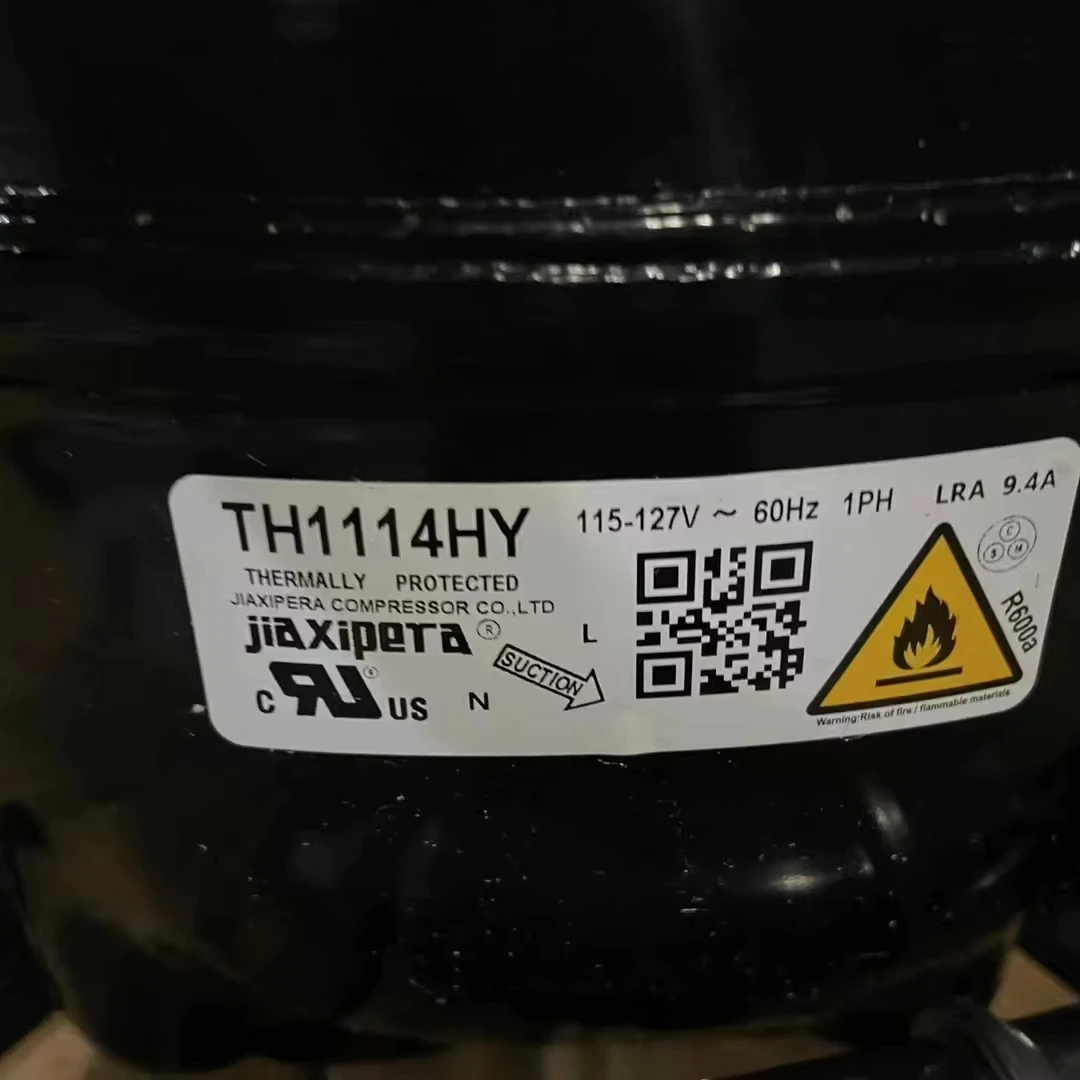 TH1114HY 115-127V ~ 60Hz 1PH LRA 9.4A
THERMALLY PROTECTED
JIAXIPERA COMPRESSOR CO.,LTD
jiaxipera ®
L
SUCTION
C RU ® US N
C
S M
R600a
Warning:Risk of fire / flammable materials